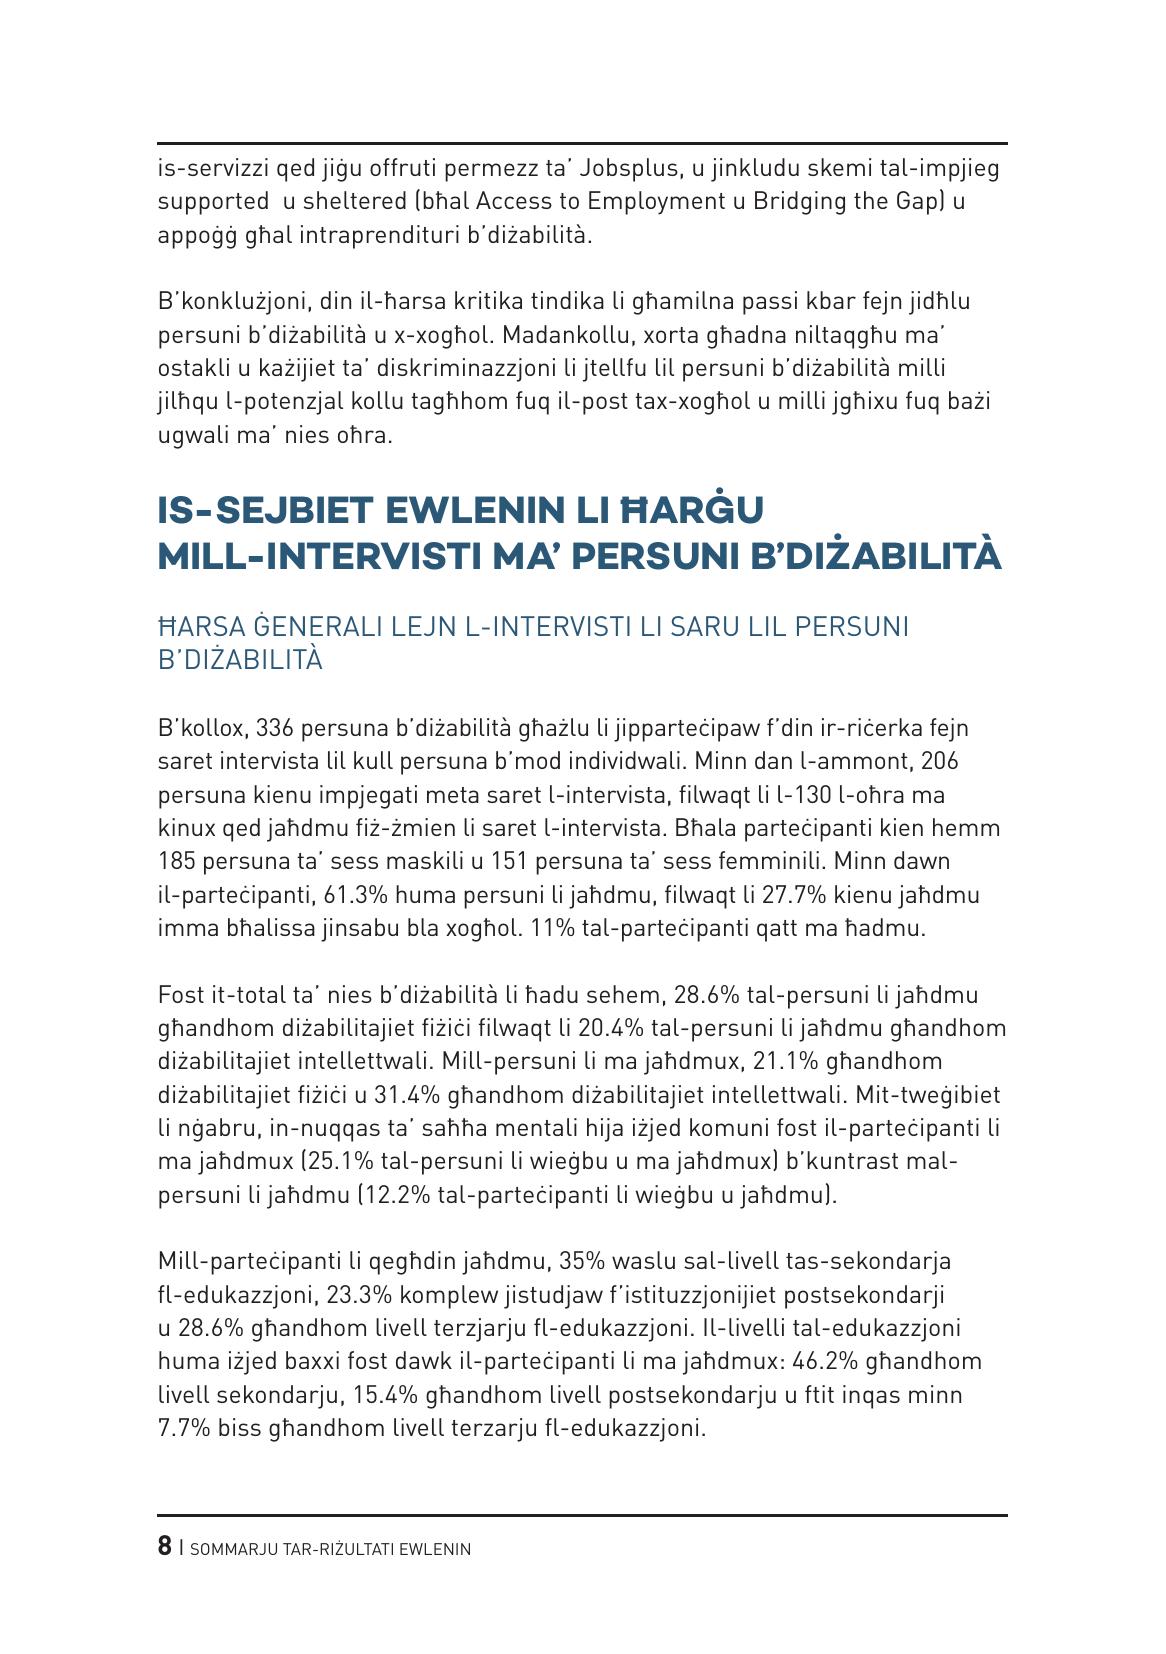 is-servizzi qed jiġu offruti permezz ta’ Jobsplus, u jinkludu skemi tal-impjieg
supported  u sheltered (bħal Access to Employment u Bridging the Gap) u
appoġġ għal intraprendituri b’diżabilità.
B’konklużjoni, din il-ħarsa kritika tindika li għamilna passi kbar fejn jidħlu
persuni b’diżabilità u x-xogħol. Madankollu, xorta għadna niltaqgħu ma’
ostakli u każijiet ta’ diskriminazzjoni li jtellfu lil persuni b’diżabilità milli
jilħqu l-potenzjal kollu tagħhom fuq il-post tax-xogħol u milli jgħixu fuq bażi
ugwali ma’ nies oħra.
IS-SEJBIET EWLENIN LI ĦARĠU
MILL-INTERVISTI MA’ PERSUNI B’DIŻABILITÀ
ĦARSA ĠENERALI LEJN L-INTERVISTI LI SARU LIL PERSUNI
B’DIŻABILITÀ
B’kollox, 336 persuna b’diżabilità għażlu li jipparteċipaw f’din ir-riċerka fejn
saret intervista lil kull persuna b’mod individwali. Minn dan l-ammont, 206
persuna kienu impjegati meta saret l-intervista, filwaqt li l-130 l-oħra ma
kinux qed jaħdmu fiż-żmien li saret l-intervista. Bħala parteċipanti kien hemm
185 persuna ta’ sess maskili u 151 persuna ta’ sess femminili. Minn dawn
il-parteċipanti, 61.3% huma persuni li jaħdmu, filwaqt li 27.7% kienu jaħdmu
imma bħalissa jinsabu bla xogħol. 11% tal-parteċipanti qatt ma ħadmu.
Fost it-total ta’ nies b’diżabilità li ħadu sehem, 28.6% tal-persuni li jaħdmu
għandhom diżabilitajiet fiżiċi filwaqt li 20.4% tal-persuni li jaħdmu għandhom
diżabilitajiet intellettwali. Mill-persuni li ma jaħdmux, 21.1% għandhom
diżabilitajiet fiżiċi u 31.4% għandhom diżabilitajiet intellettwali. Mit-tweġibiet
li nġabru, in-nuqqas ta’ saħħa mentali hija iżjed komuni fost il-parteċipanti li
ma jaħdmux (25.1% tal-persuni li wieġbu u ma jaħdmux) b’kuntrast mal-
persuni li jaħdmu (12.2% tal-parteċipanti li wieġbu u jaħdmu).
Mill-parteċipanti li qegħdin jaħdmu, 35% waslu sal-livell tas-sekondarja
fl-edukazzjoni, 23.3% komplew jistudjaw f’istituzzjonijiet postsekondarji
u 28.6% għandhom livell terzjarju fl-edukazzjoni. Il-livelli tal-edukazzjoni
huma iżjed baxxi fost dawk il-parteċipanti li ma jaħdmux: 46.2% għandhom
livell sekondarju, 15.4% għandhom livell postsekondarju u ftit inqas minn
7.7% biss għandhom livell terzarju fl-edukazzjoni.
8 | SOMMARJU TAR-RIŻULTATI EWLENIN